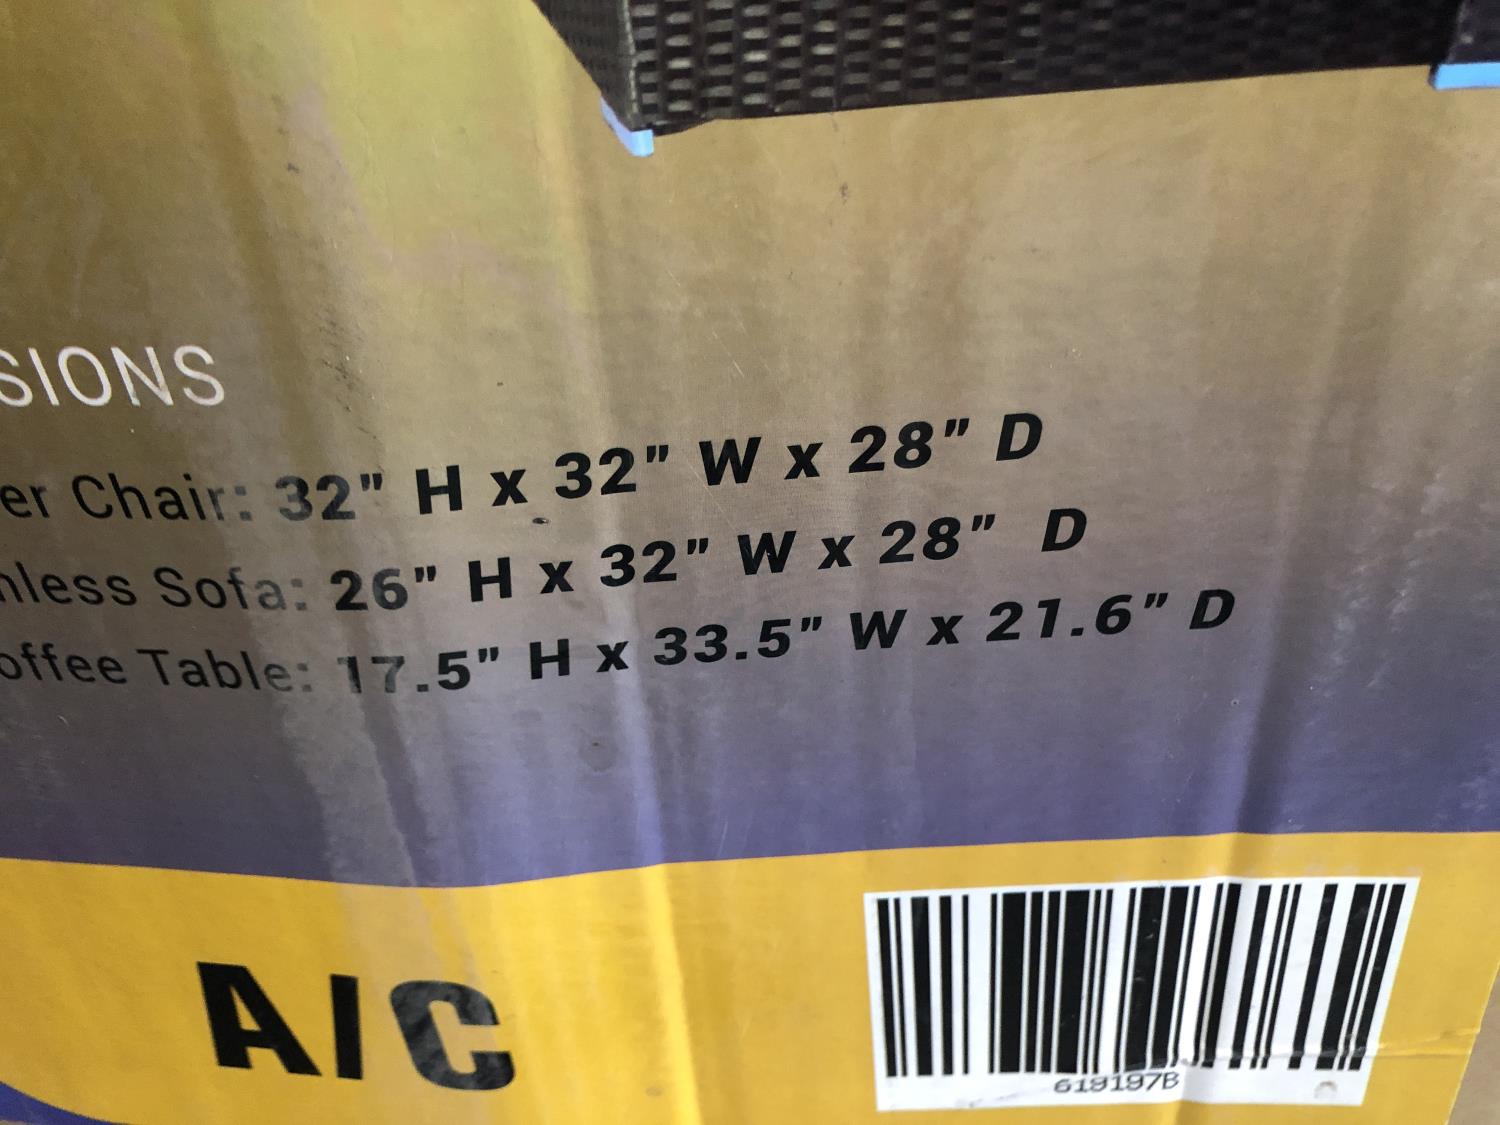 SIONS
er Chair: 32" H x 32" W x 28" D
nless Sofa: 26" H x 32" W x 28" D
offee Table: 17.5" H x 33.5" W x 21.6" D
A/C
619197B